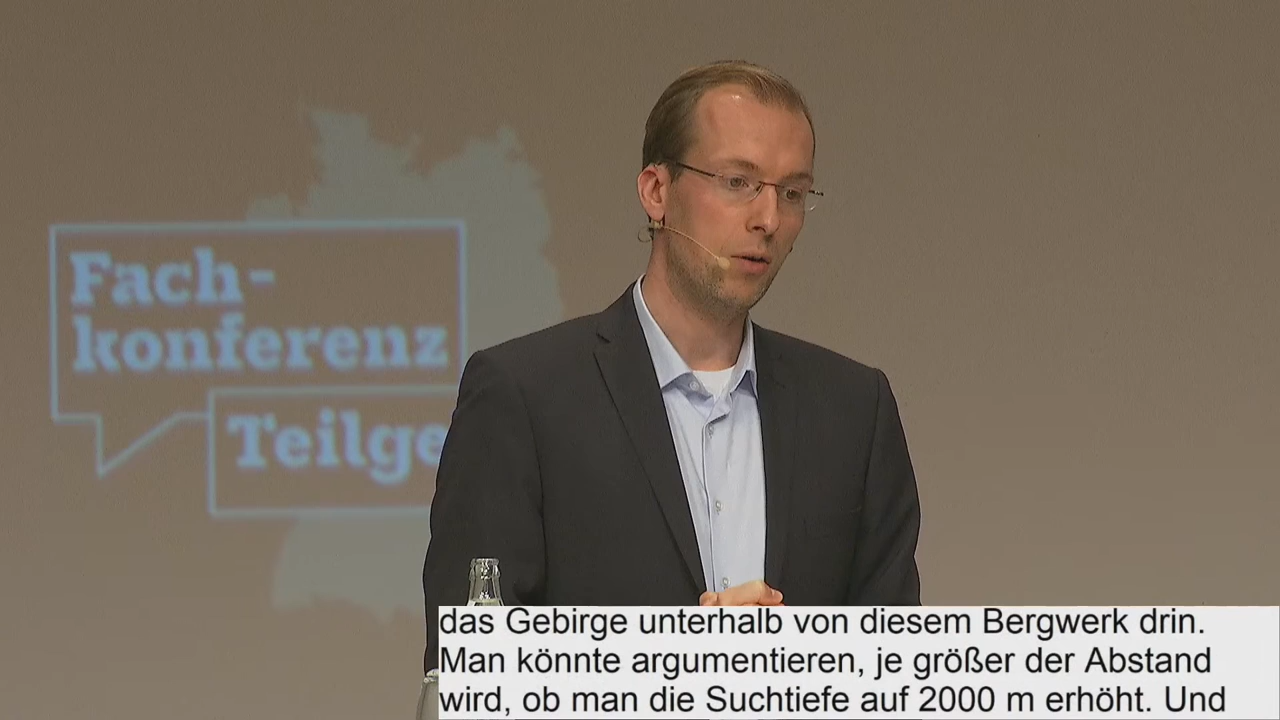 Fach-
konferenz
Teilge
das Gebirge unterhalb von diesem Bergwerk drin.
Man könnte argumentieren, je größer der Abstand
wird, ob man die Suchtiefe auf 2000 m erhöht. Und